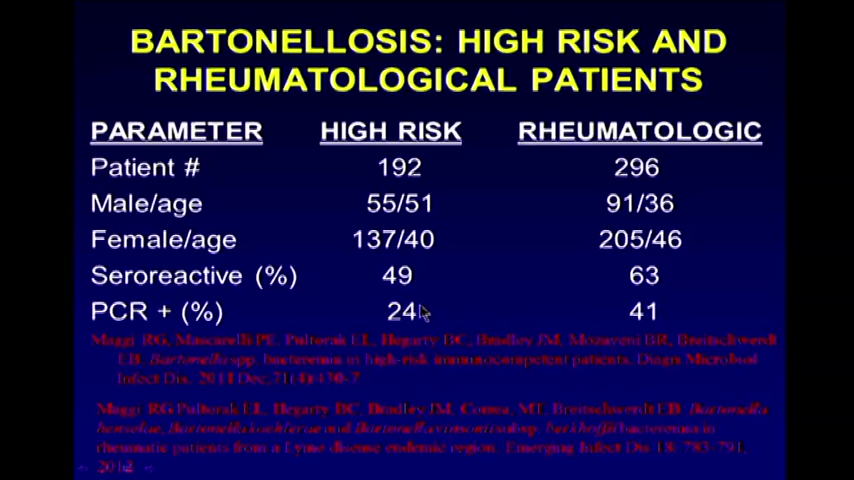 BARTONELLOSIS: HIGH RISK AND
RHEUMATOLOGICAL PATIENTS
PARAMETER HIGH RISK RHEUMATOLOGIC
Patient # 192 296
Male/age 55/51 91/36
Female/age 137/40 205/46
Seroreactive (%) 49 63
PCR + (%) 24 41
Maggi RG, Mascarelli PE, Pultorak EL, Hegarty BC, Bradley JM, Mozayeni BR, Breitschwerdt
EB. Bartonella spp. bacteremia in high-risk immunocompetent patients. Diagn Microbiol
Infect Dis. 2011 Dec;71(4):430-7
Maggi RG Pultorak EL, Hegarty BC, Bradley JM, Correa, MT, Breitschwerdt EB. Bartonella
henselae, Bartonella koehlerae and Bartonella vinsonii subsp. berkhoffii bacteremia in
rheumatic patients from a Lyme disease endemic region. Emerging Infect Dis 18: 783-791,
2012